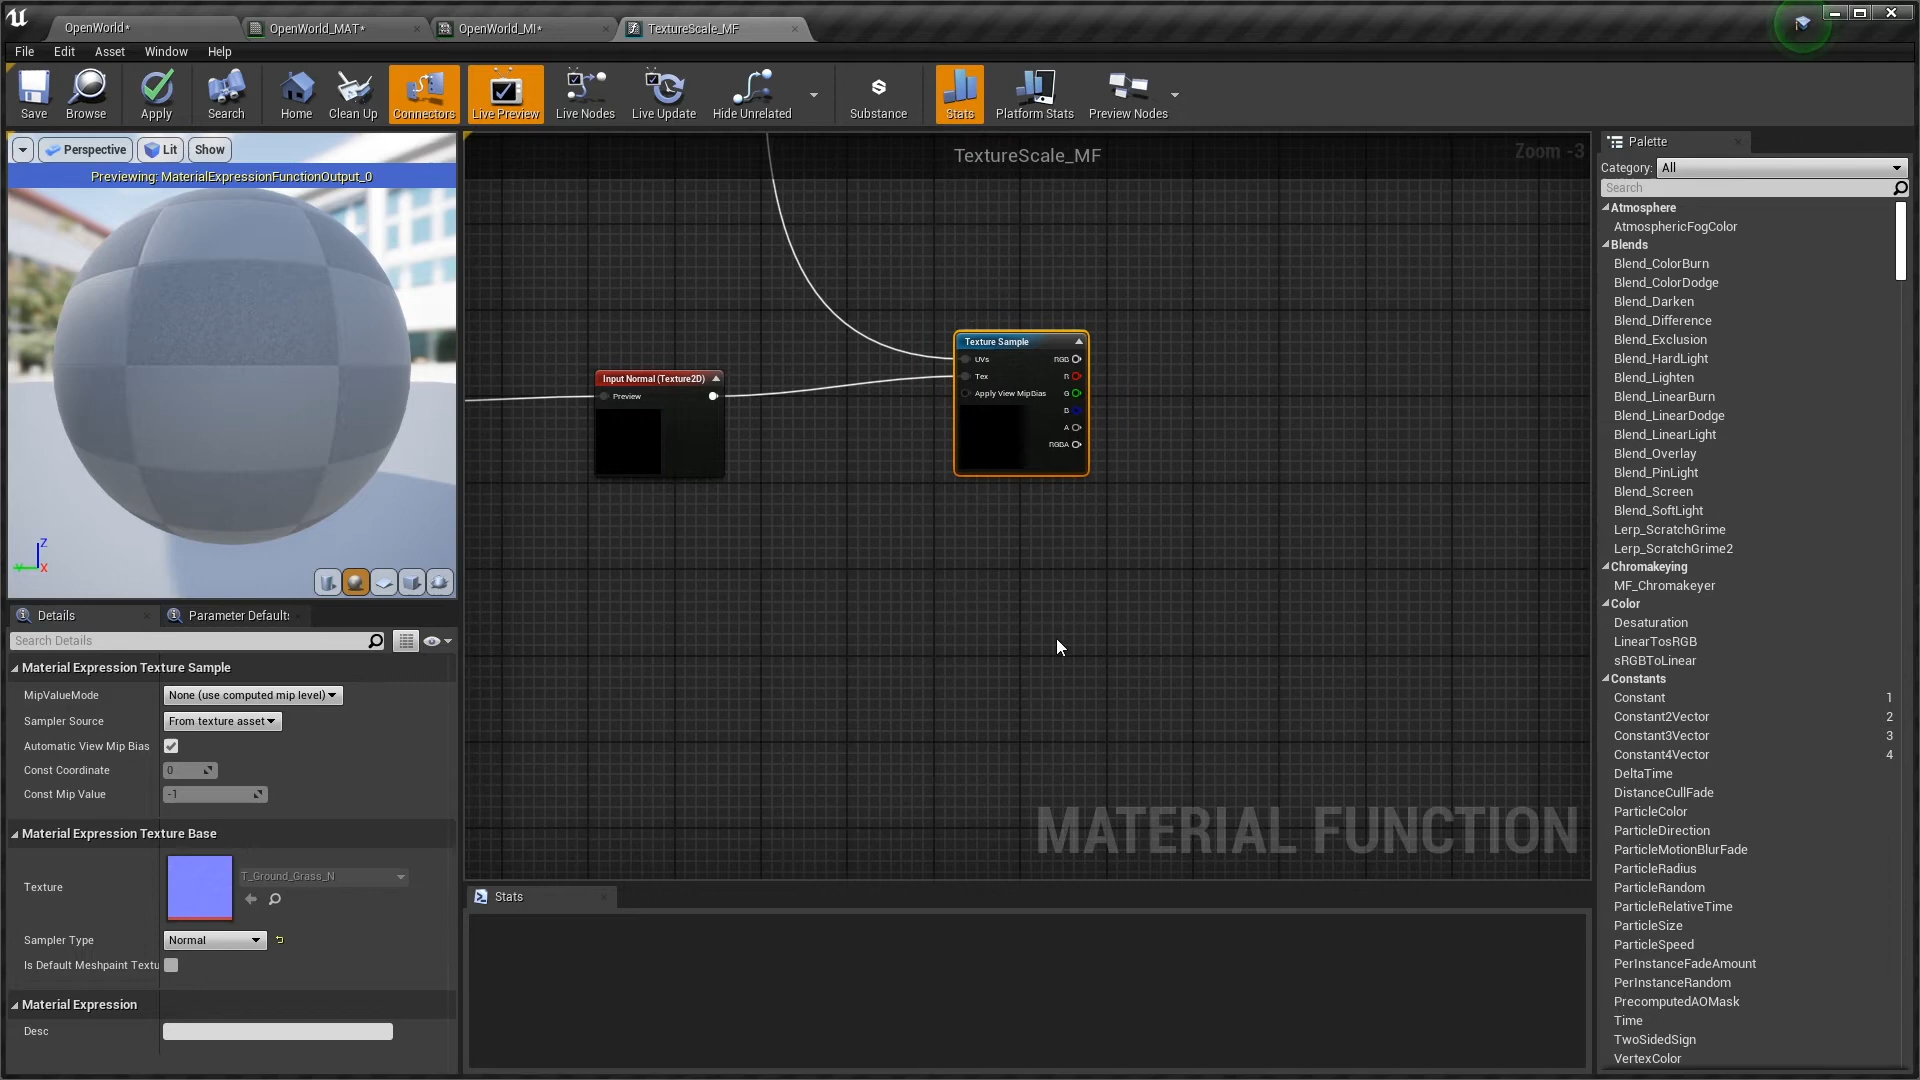 OpenWorld*
OpenWorld_MAT*
OpenWorld_MI*
TextureScale_MF
File Edit Asset Window Help
Save
Browse
Apply
Search
Home
Clean Up
Connectors
Live Preview
Live Nodes
Live Update
Hide Unrelated
Substance
Stats
Platform Stats
Preview Nodes
Perspective
Lit
Show
Previewing: MaterialExpressionFunctionOutput_0
Z
Y
X
TextureScale_MF
Zoom -3
Input Normal (Texture2D)
Preview
Texture Sample
UVs RGB
Tex R
Apply View MipBias G
B
A
RGBA
MATERIAL FUNCTION
Stats
Details
Parameter Defaults
Search Details
Material Expression Texture Sample
MipValueMode None (use computed mip level)
Sampler Source From texture asset
Automatic View Mip Bias
Const Coordinate 0
Const Mip Value -1
Material Expression Texture Base
Texture T_Ground_Grass_N
Sampler Type Normal
Is Default Meshpaint Textu
Material Expression
Desc
Palette
Category: All
Search
Atmosphere
AtmosphericFogColor
Blends
Blend_ColorBurn
Blend_ColorDodge
Blend_Darken
Blend_Difference
Blend_Exclusion
Blend_HardLight
Blend_Lighten
Blend_LinearBurn
Blend_LinearDodge
Blend_LinearLight
Blend_Overlay
Blend_PinLight
Blend_Screen
Blend_SoftLight
Lerp_ScratchGrime
Lerp_ScratchGrime2
Chromakeying
MF_Chromakeyer
Color
Desaturation
LinearTosRGB
sRGBToLinear
Constants
Constant 1
Constant2Vector 2
Constant3Vector 3
Constant4Vector 4
DeltaTime
DistanceCullFade
ParticleColor
ParticleDirection
ParticleMotionBlurFade
ParticleRadius
ParticleRandom
ParticleRelativeTime
ParticleSize
ParticleSpeed
PerInstanceFadeAmount
PerInstanceRandom
PrecomputedAOMask
Time
TwoSidedSign
VertexColor